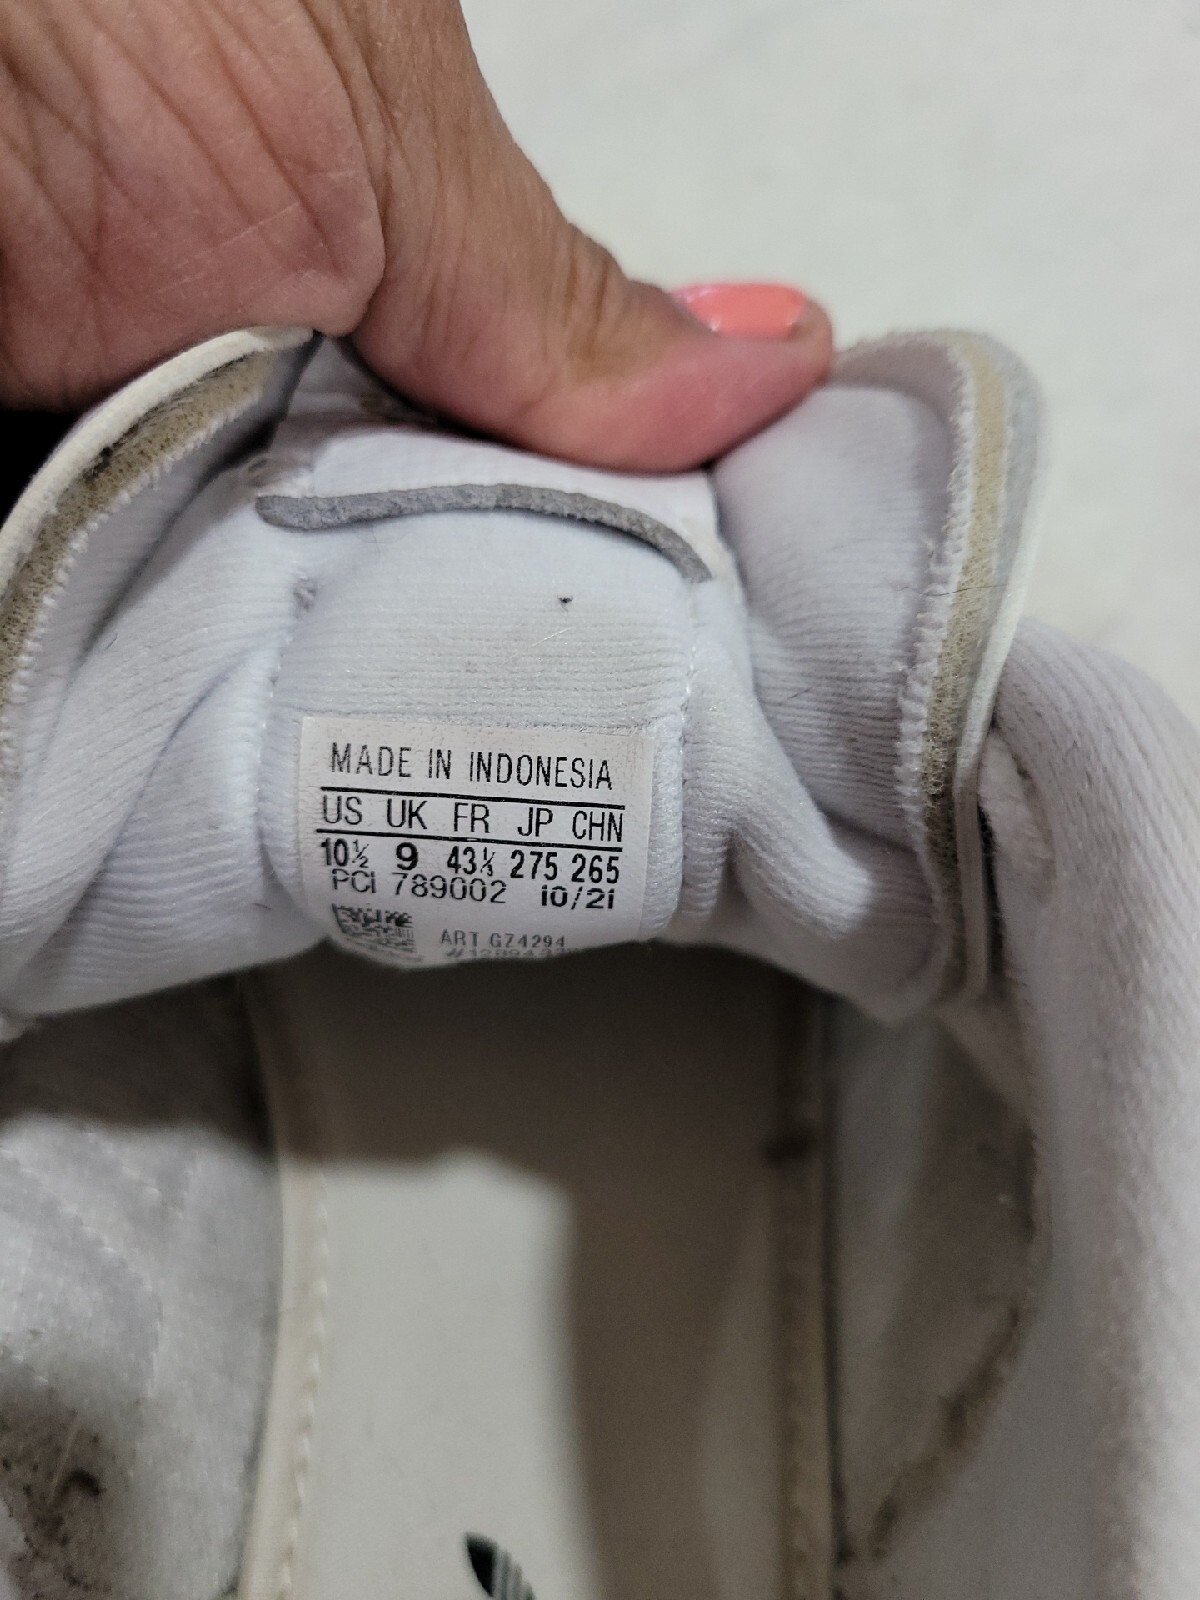 MADE IN INDONESIA
US UK FR JP CHN
10½ 9 43⅓ 275 265
PCI 789002 10/21
ART GZ4294